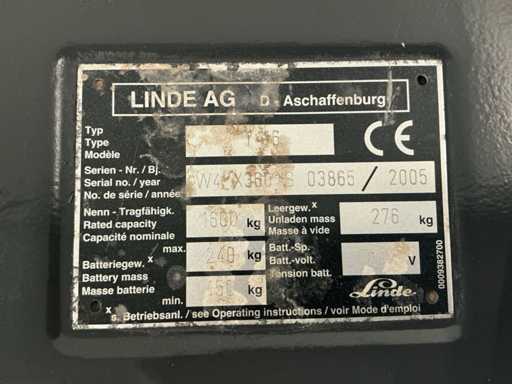 LINDE AG D - Aschaffenburg
Typ
Type
Modèle
CE
Serien - Nr. / Bj.
Serial no. / year
No. de série / année
03865 / 2005
Nenn - Tragfähigk.
Rated capacity
Capacité nominale
1600 kg
Leergew. x
Unladen mass
Masse à vide
276 kg
Batteriegew. x
Battery mass
Masse batterie
max.
240 kg
min.
150 kg
Batt.-Sp.
Batt.-volt.
Tension batt.
V
Linde
x s. Betriebsanl. / see Operating instructions / voir Mode d'emploi
0009382700